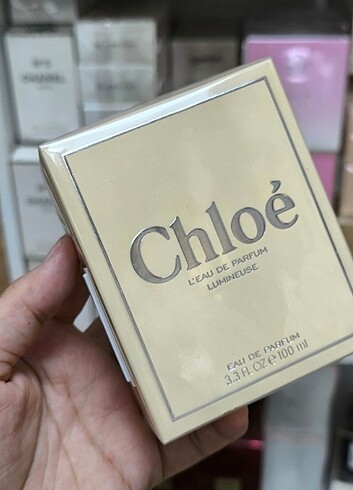 Chloé
L'EAU DE PARFUM
LUMINEUSE
EAU DE PARFUM
3.3 FL.OZ e 100 ml
CHANEL